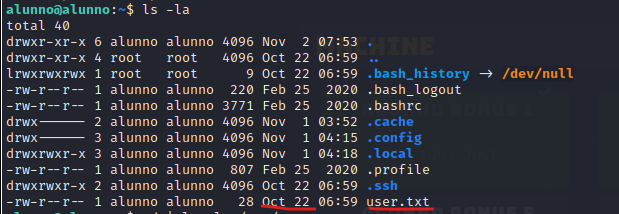 alunno@alunno:~$ ls -la
total 40
drwxr-xr-x 6 alunno alunno 4096 Nov  2 07:53 .
drwxr-xr-x 4 root   root   4096 Oct 22 06:59 ..
lrwxrwxrwx 1 root   root      9 Oct 22 06:59 .bash_history -> /dev/null
-rw-r--r-- 1 alunno alunno  220 Feb 25  2020 .bash_logout
-rw-r--r-- 1 alunno alunno 3771 Feb 25  2020 .bashrc
drwx------ 2 alunno alunno 4096 Nov  1 03:52 .cache
drwx------ 3 alunno alunno 4096 Nov  1 04:15 .config
drwxrwxr-x 3 alunno alunno 4096 Nov  1 04:18 .local
-rw-r--r-- 1 alunno alunno  807 Feb 25  2020 .profile
drwxrwxr-x 2 alunno alunno 4096 Oct 22 06:59 .ssh
-rw-r--r-- 1 alunno alunno   28 Oct 22 06:59 user.txt